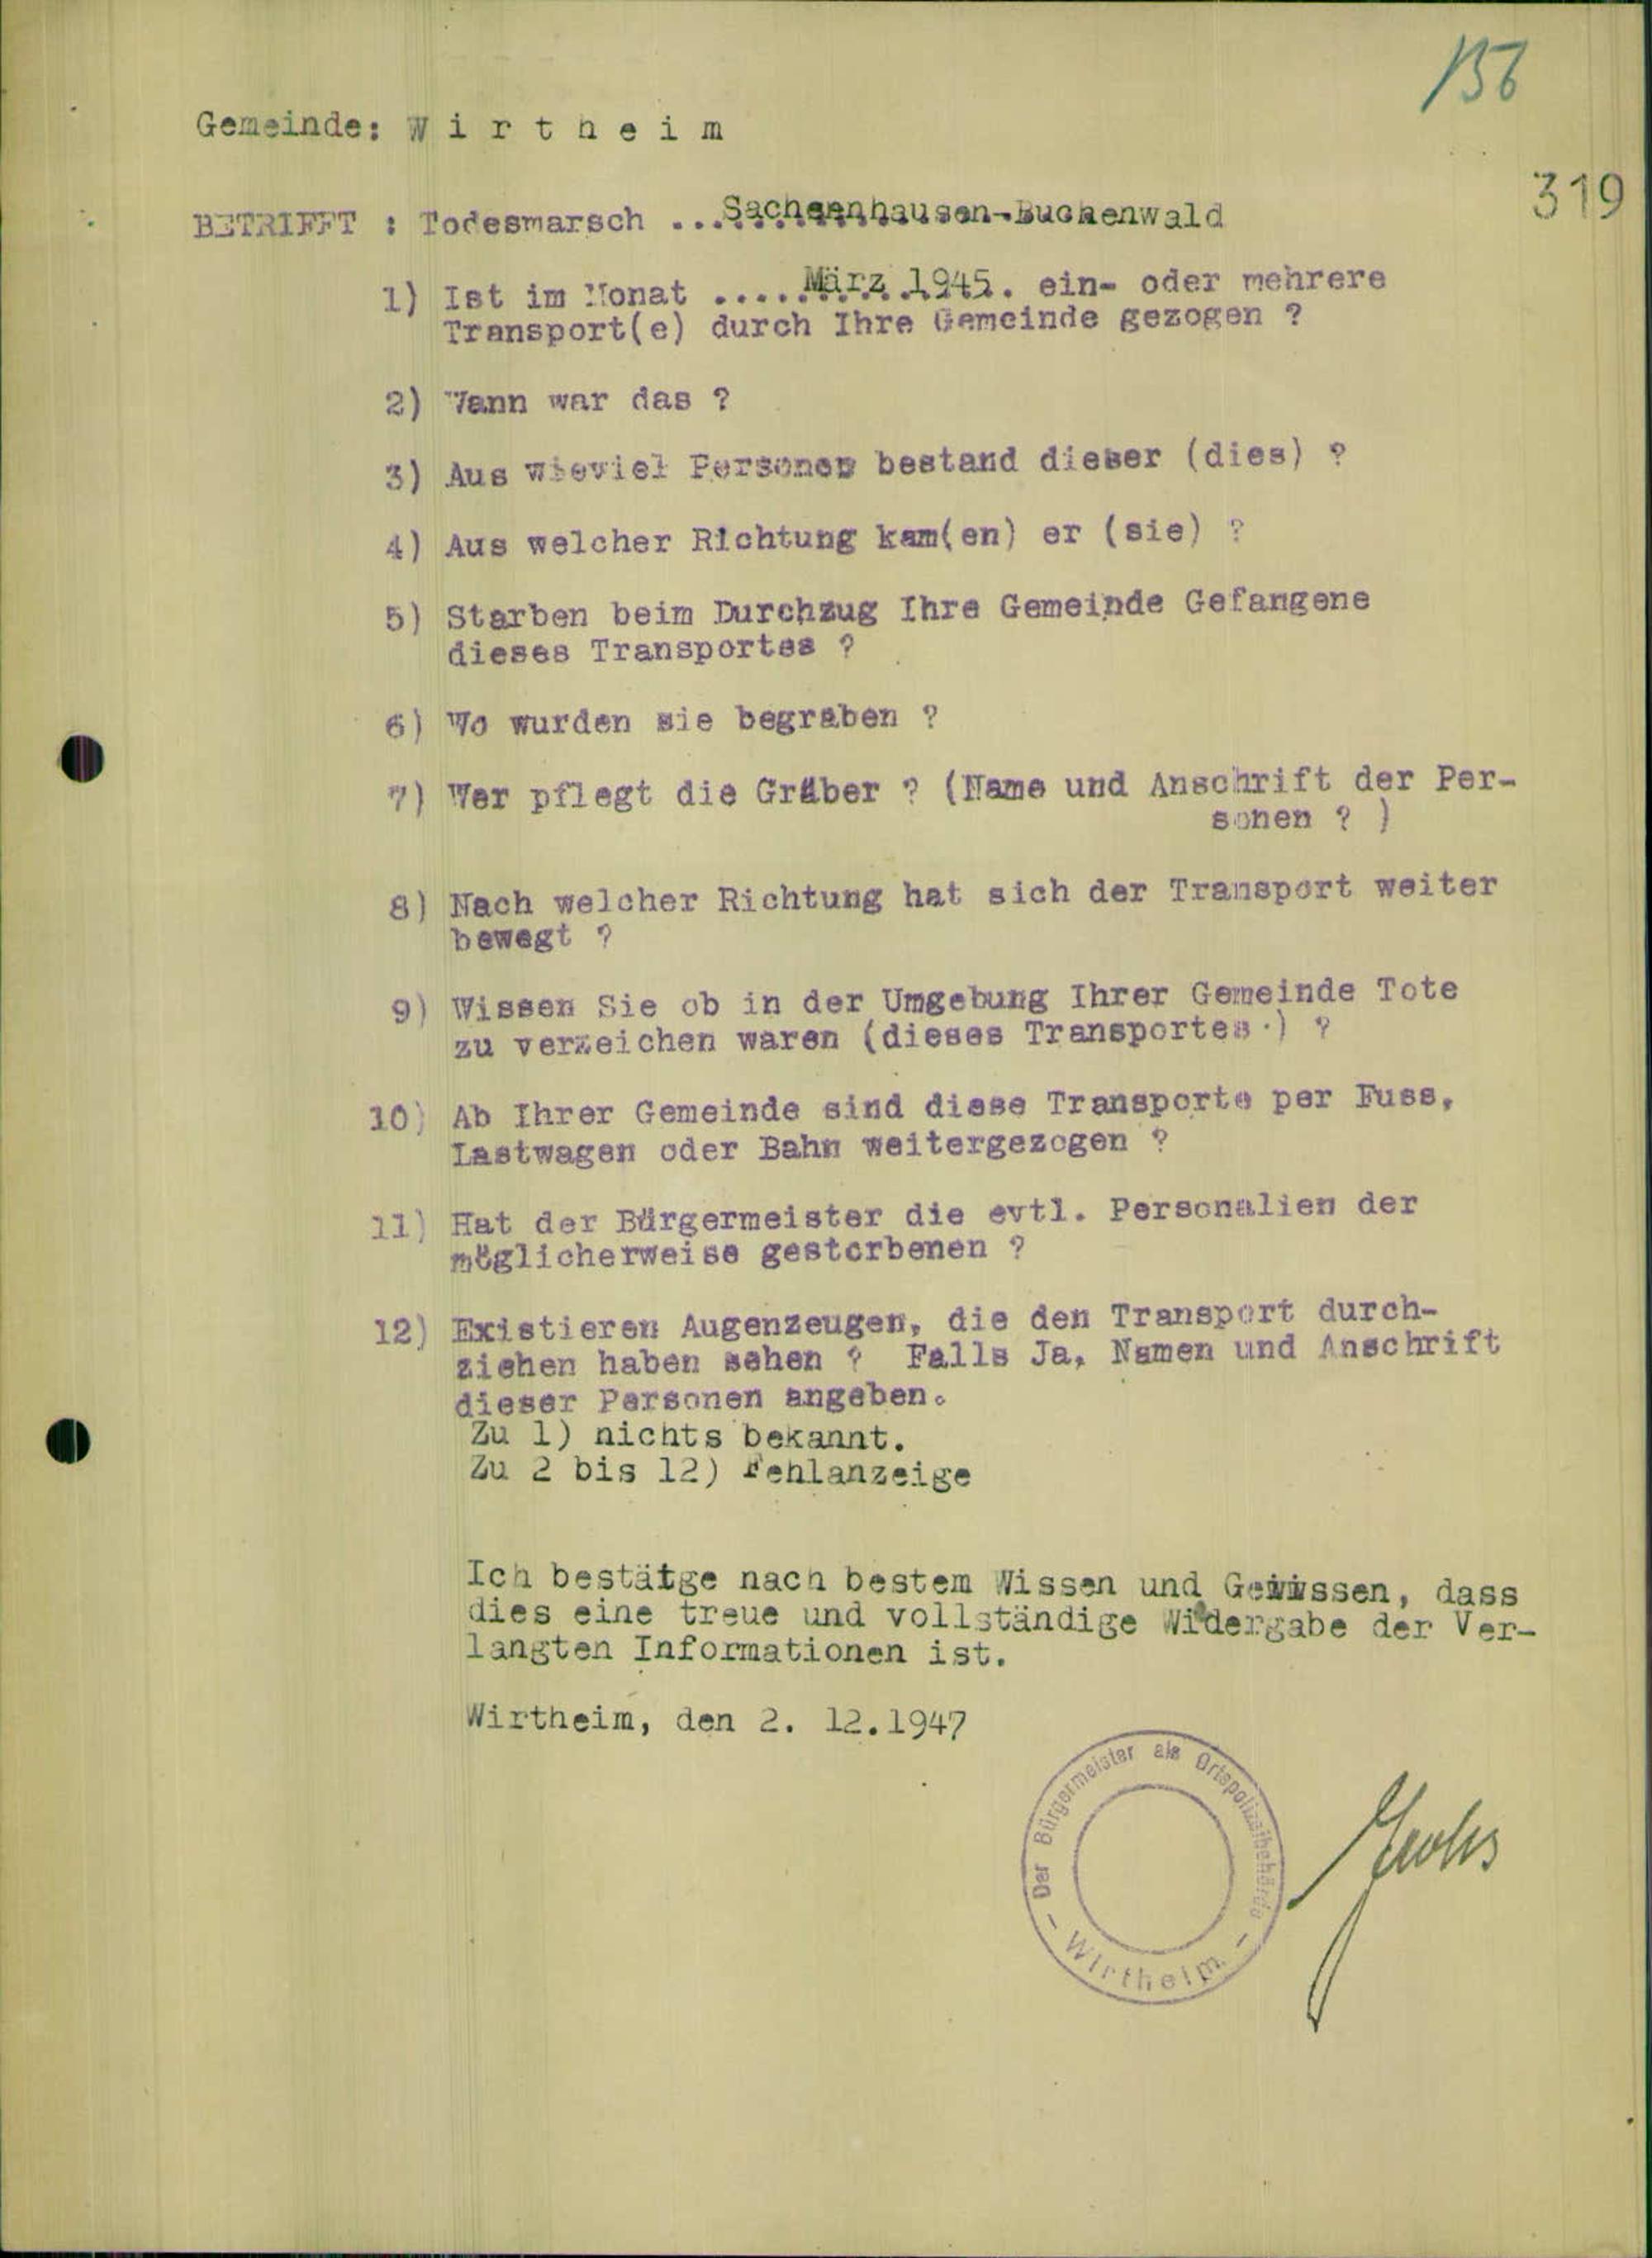 156
Gemeinde: W i r t h e i m
319
BETRIFFT : Todesmarsch ...Sachsenhausen-Buchenwald
1) Ist im Monat .....März 1945. ein- oder mehrere
Transport(e) durch Ihre Gemeinde gezogen ?
2) Wann war das ?
3) Aus wieviel Personen bestand dieser (dies) ?
4) Aus welcher Richtung kam(en) er (sie) ?
5) Starben beim Durchzug Ihre Gemeinde Gefangene
dieses Transportes ?
6) Wo wurden sie begraben ?
7) Wer pflegt die Gräber ? (Name und Anschrift der Per-
sonen ? )
8) Nach welcher Richtung hat sich der Transport weiter
bewegt ?
9) Wissen Sie ob in der Umgebung Ihrer Gemeinde Tote
zu verzeichen waren (dieses Transportes.) ?
10) Ab Ihrer Gemeinde sind diese Transporte per Fuss,
Lastwagen oder Bahn weitergezogen ?
11) Hat der Bürgermeister die evtl. Personalien der
möglicherweise gestorbenen ?
12) Existieren Augenzeugen, die den Transport durch-
ziehen haben sehen ? Falls Ja, Namen und Anschrift
dieser Personen angeben.
Zu 1) nichts bekannt.
Zu 2 bis 12) Fehlanzeige
Ich bestätge nach bestem Wissen und Gewissen, dass
dies eine treue und vollständige Widergabe der Ver-
langten Informationen ist.
Wirtheim, den 2. 12.1947
Der Bürgermeister als Ortspolizeibehörde
- Wirtheim -